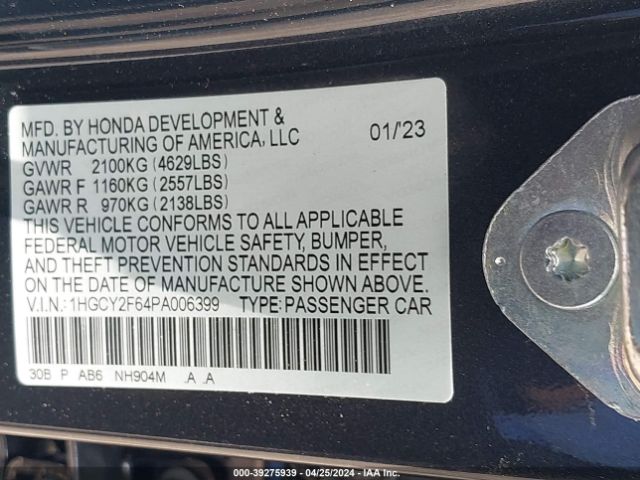 MFD. BY HONDA DEVELOPMENT &
MANUFACTURING OF AMERICA, LLC 01/'23
GVWR 2100KG (4629LBS)
GAWR F 1160KG (2557LBS)
GAWR R 970KG (2138LBS)
THIS VEHICLE CONFORMS TO ALL APPLICABLE
FEDERAL MOTOR VEHICLE SAFETY, BUMPER,
AND THEFT PREVENTION STANDARDS IN EFFECT
ON THE DATE OF MANUFACTURE SHOWN ABOVE.
V.I.N.: 1HGCY2F64PA006399 TYPE: PASSENGER CAR
30B P AB6 NH904M .A .A
000-39275939 / 04/25/2024 / IAA Inc.